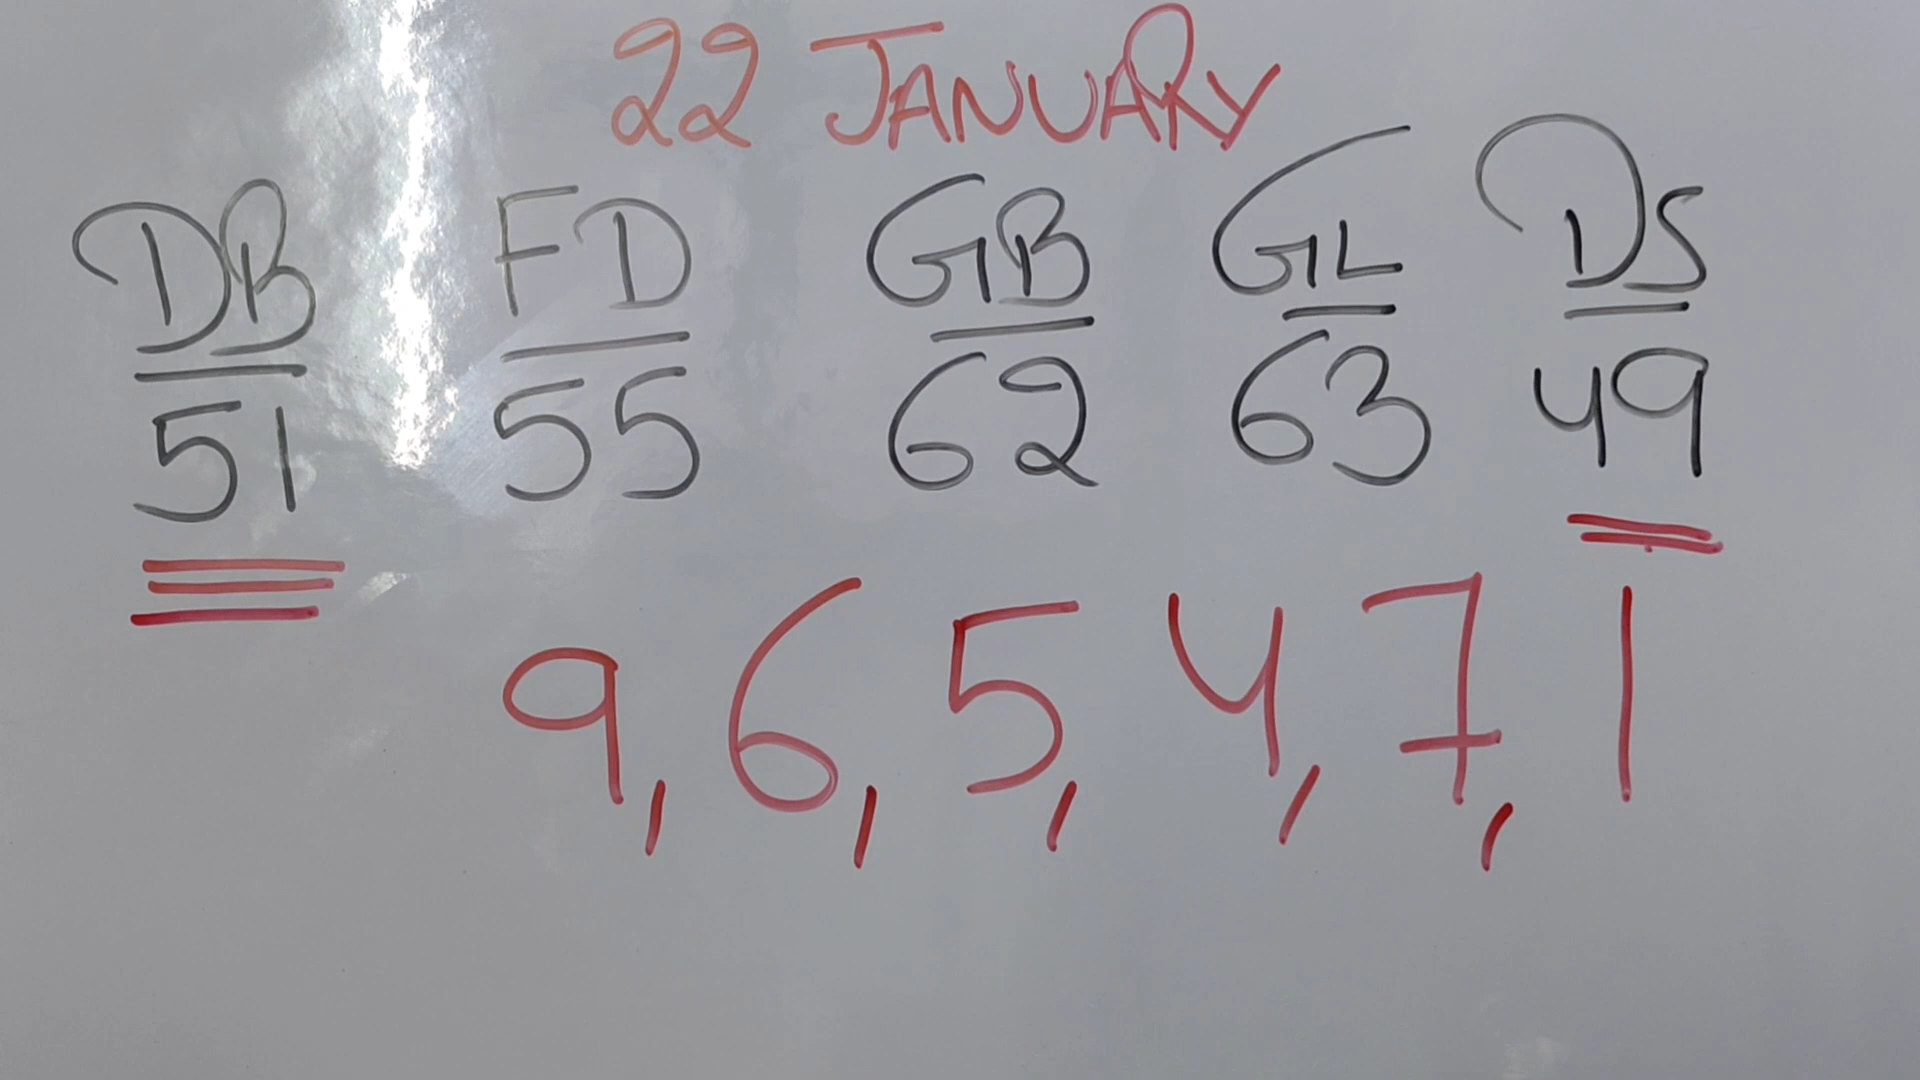 22 JANUARY
DB FD GB GL DS
51 55 62 63 49
9, 6, 5, 4, 7, 1